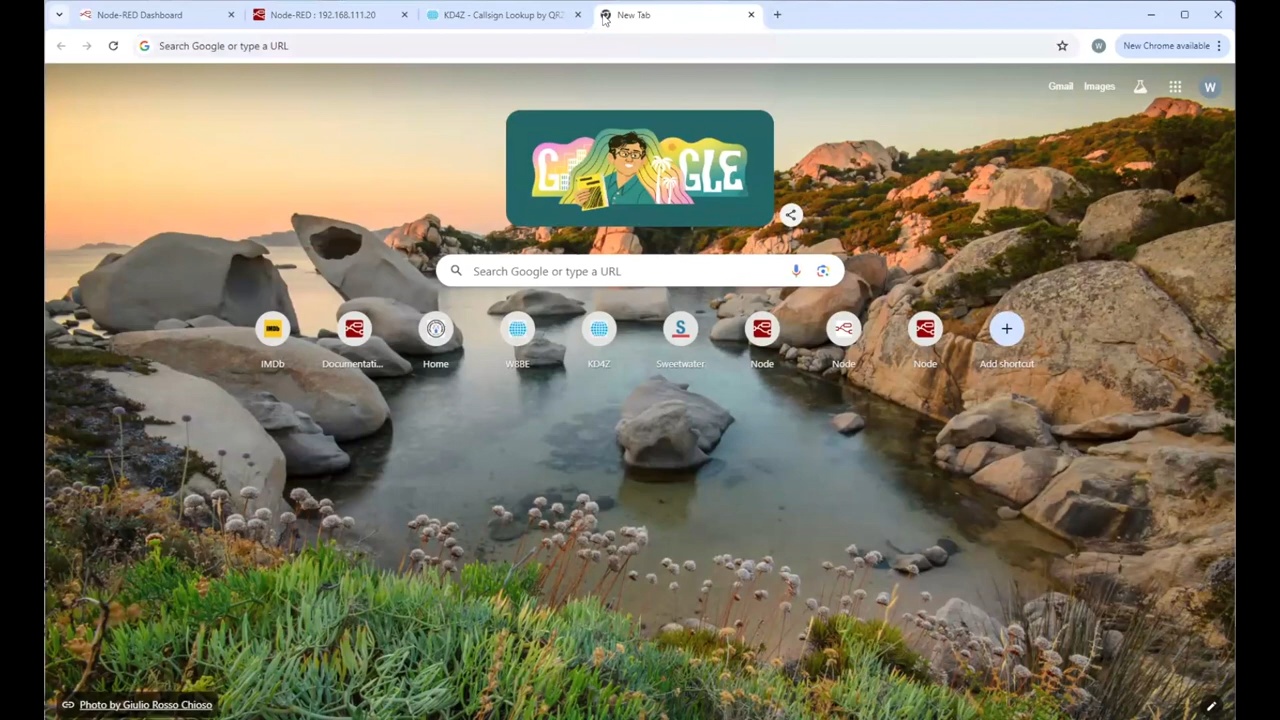 Node-RED Dashboard
Node-RED : 192.168.111.20
KD4Z - Callsign Lookup by QRZ
New Tab
Search Google or type a URL
New Chrome available
Gmail
Images
W
W
G GLE
Search Google or type a URL
IMDb
Documentati...
Home
W8BE
KD4Z
S
Sweetwater
Node
Node
Node
Add shortcut
Photo by Giulio Rosso Chioso